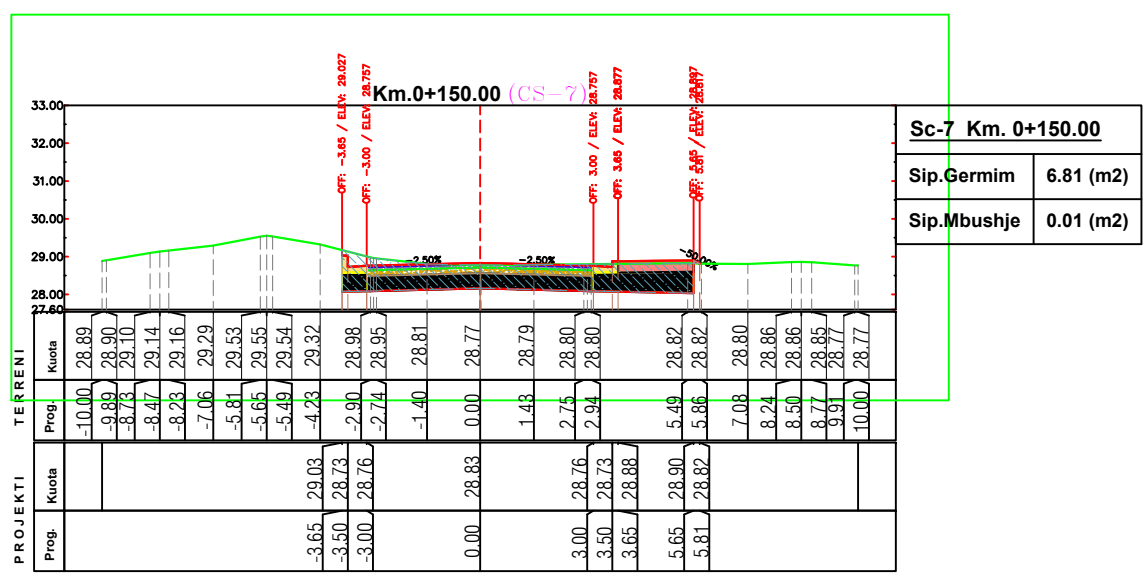 Km.0+150.00 (CS-7)
OFF: -3.65 / ELEV: 29.027
OFF: -3.00 / ELEV: 28.757
OFF: 3.00 / ELEV: 28.757
OFF: 3.65 / ELEV: 28.877
OFF: 5.65 / ELEV: 28.897
OFF: 5.81 / ELEV: 28.817
33.00
32.00
31.00
30.00
29.00
28.00
27.60
-2.50% -2.50% -50.00%
Sc-7 Km. 0+150.00
Sip.Germim 6.81 (m2)
Sip.Mbushje 0.01 (m2)
TERRENI
Kuota 28.89 28.90 29.10 29.14 29.16 29.29 29.53 29.55 29.54 29.32 28.98 28.95 28.81 28.77 28.79 28.80 28.80 28.82 28.82 28.80 28.86 28.86 28.85 28.77 28.77
Prog. -10.00 -9.89 -8.73 -8.47 -8.23 -7.06 -5.81 -5.65 -5.49 -4.23 -2.90 -2.74 -1.40 0.00 1.43 2.75 2.94 5.49 5.86 7.08 8.24 8.50 8.77 9.91 10.00
PROJEKTI
Kuota 29.03 28.73 28.76 28.83 28.76 28.73 28.88 28.90 28.82
Prog. -3.65 -3.50 -3.00 0.00 3.00 3.50 3.65 5.65 5.81